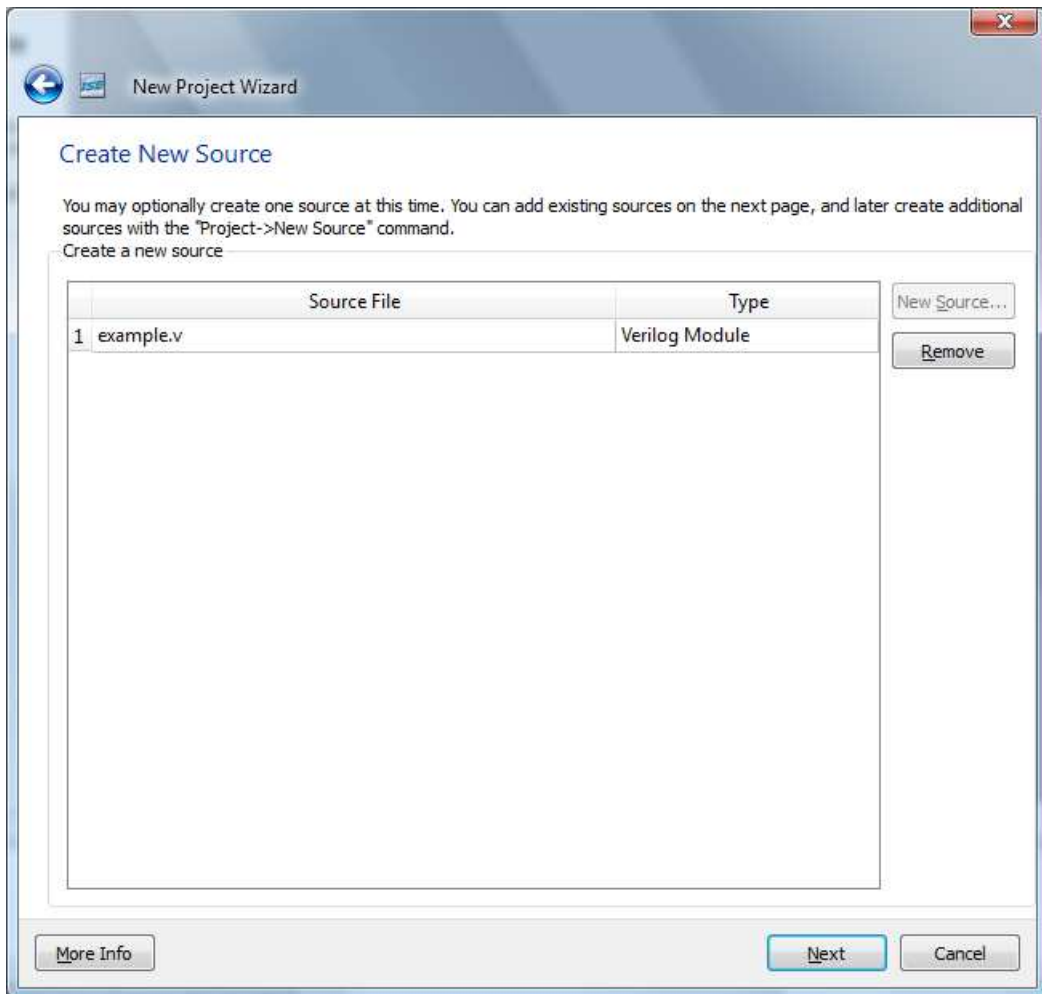 ISE New Project Wizard
Create New Source
You may optionally create one source at this time. You can add existing sources on the next page, and later create additional
sources with the "Project->New Source" command.
Create a new source
Source File Type
New Source...
1 example.v Verilog Module
Remove
More Info Next Cancel